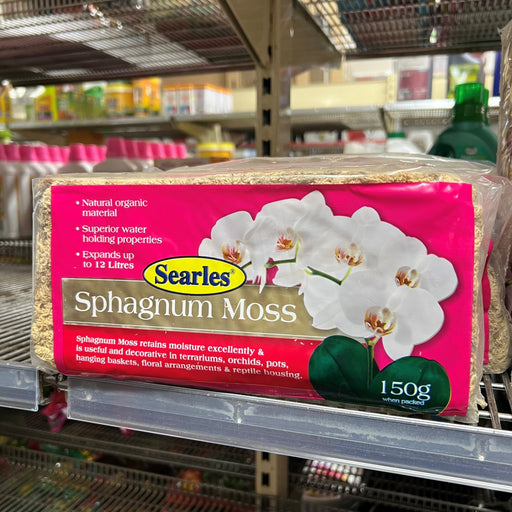 • Natural organic
material
• Superior water
holding properties
• Expands up
to 12 Litres
Searles®
Sphagnum Moss
Sphagnum Moss retains moisture excellently &
is useful and decorative in terrariums, orchids, pots,
hanging baskets, floral arrangements & reptile housing.
150g
when packed